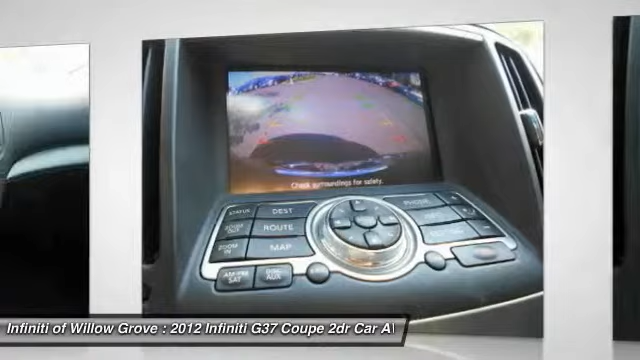 Check surroundings for safety.
STATUS
DEST
PHONE
ZOOM OUT
ROUTE
ZOOM IN
MAP
AM·FM SAT
DISC AUX
Infiniti of Willow Grove : 2012 Infiniti G37 Coupe 2dr Car A